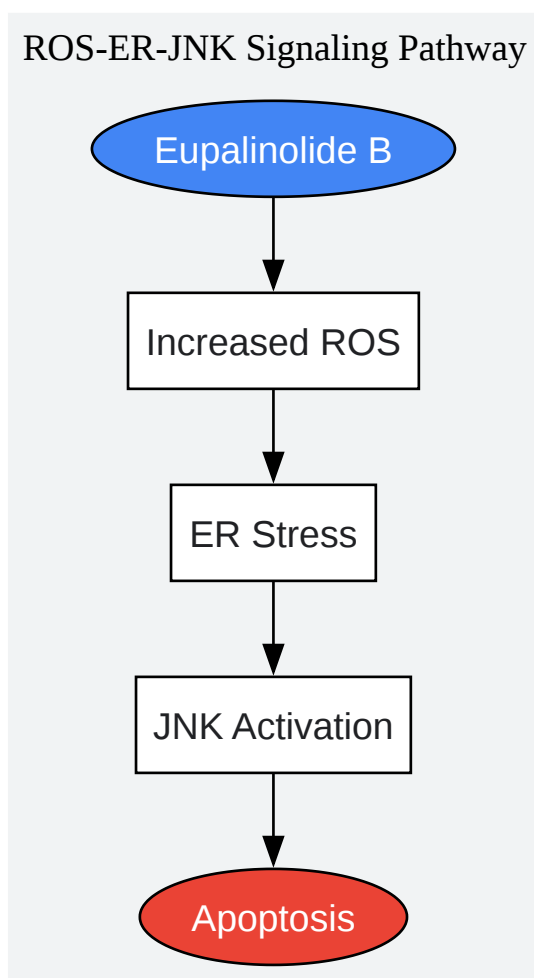 ROS-ER-JNK Signaling Pathway
Eupalinolide B
Increased ROS
ER Stress
JNK Activation
Apoptosis